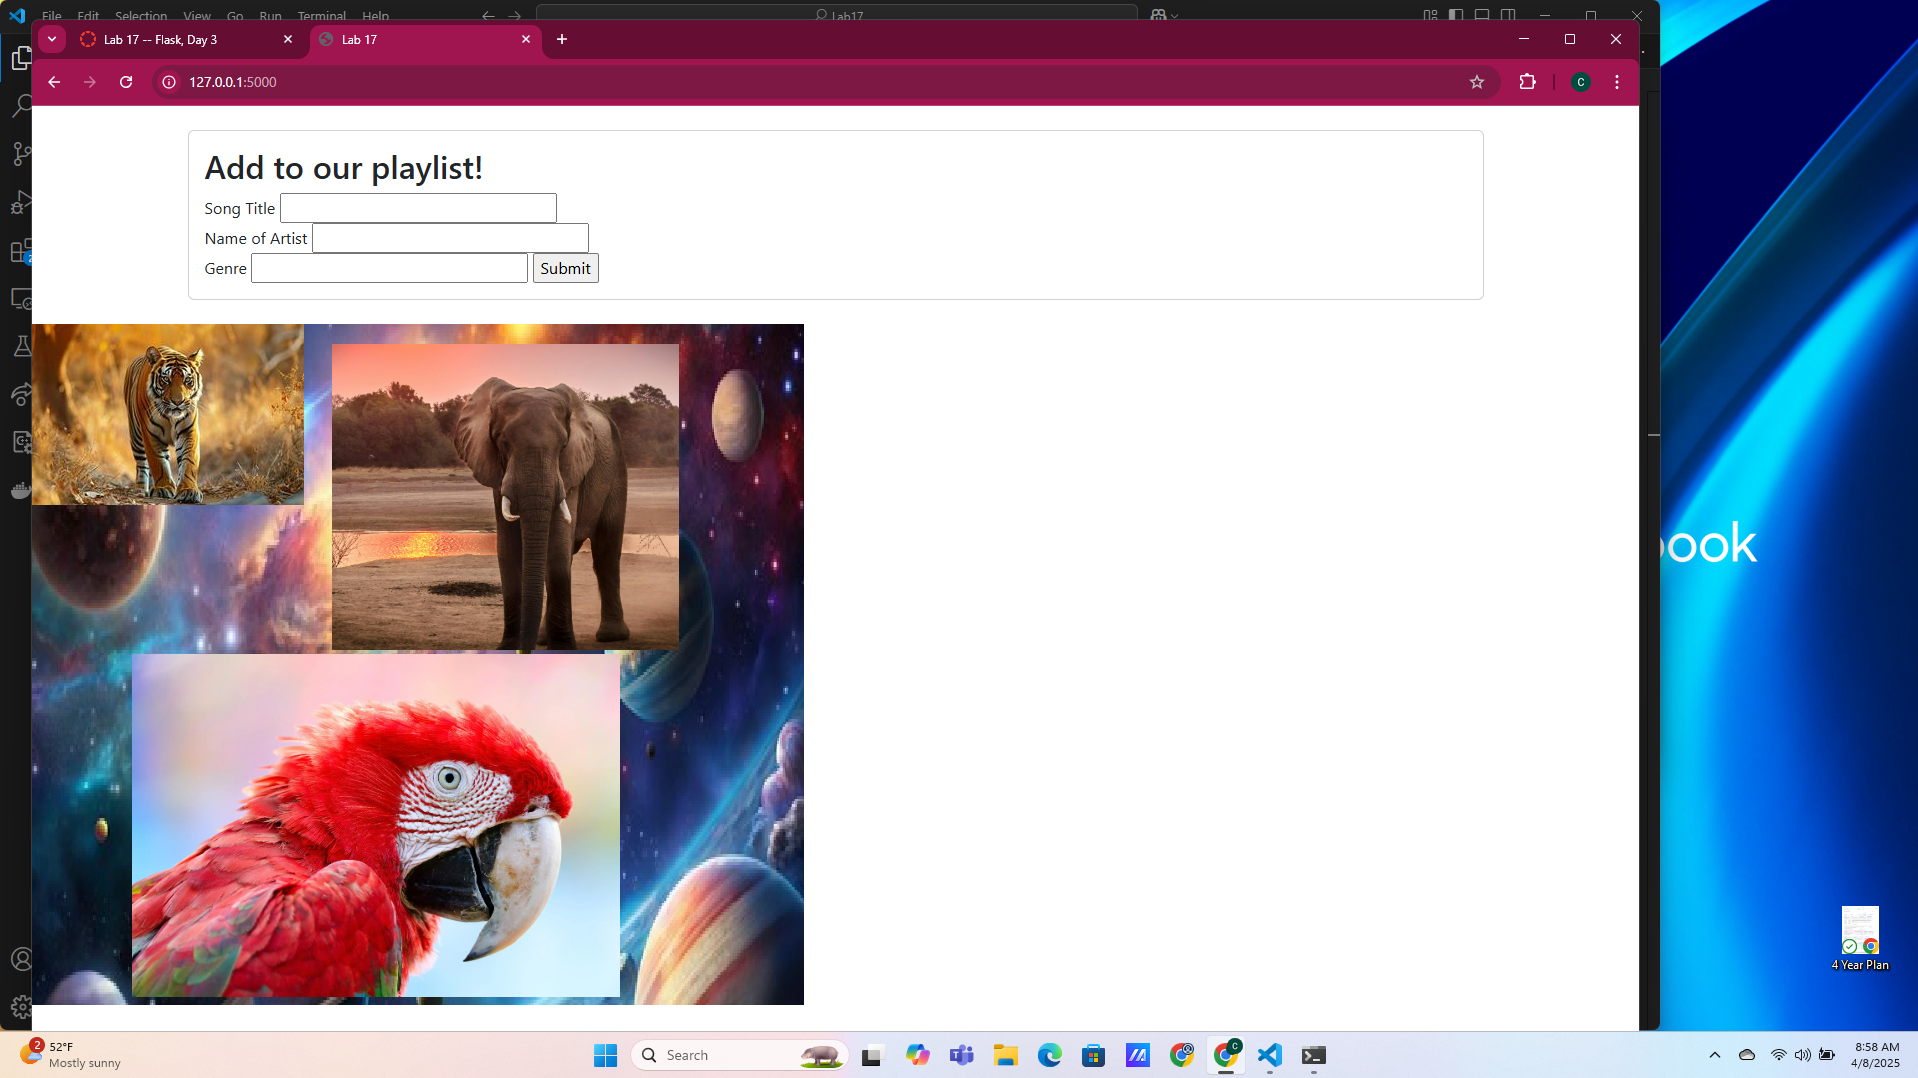 File Edit Selection View Go Run Terminal Help
Lab17
Lab 17 -- Flask, Day 3
Lab 17
127.0.0.1:5000
C
Add to our playlist!
Song Title
Name of Artist
Genre
Submit
book
4 Year Plan
2
52°F
Mostly sunny
Search
C
8:58 AM
4/8/2025